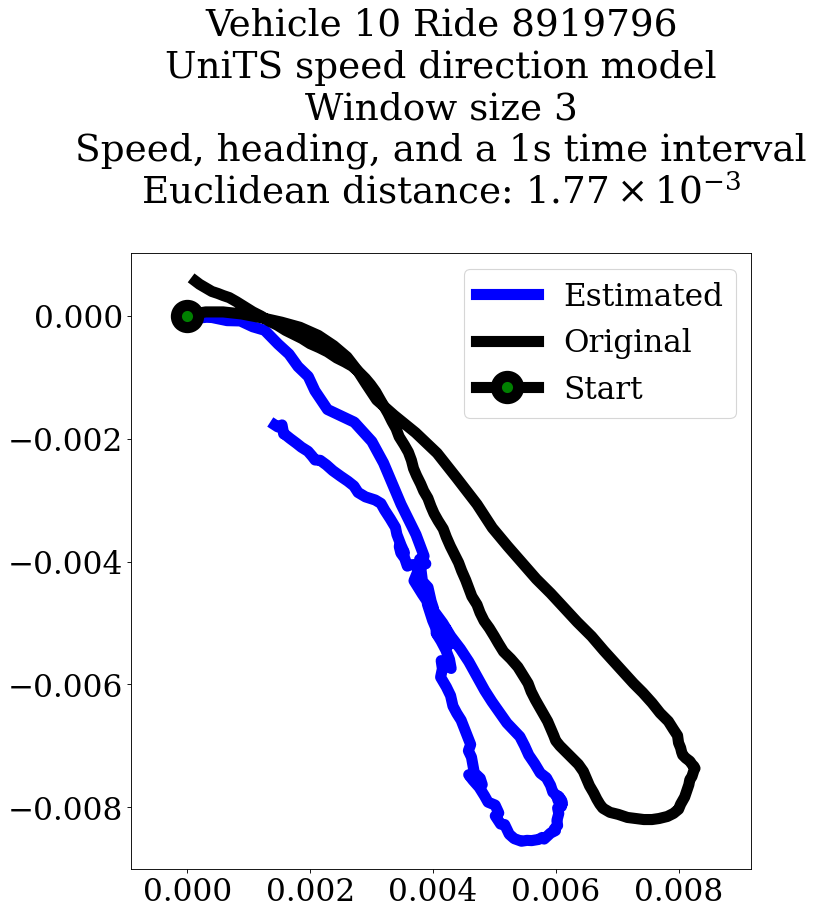 Vehicle 10 Ride 8919796
UniTS speed direction model
Window size 3
Speed, heading, and a 1s time interval
Euclidean distance: 1.77 × 10⁻³
Estimated
Original
Start
0.000
−0.002
−0.004
−0.006
−0.008
0.000 0.002 0.004 0.006 0.008